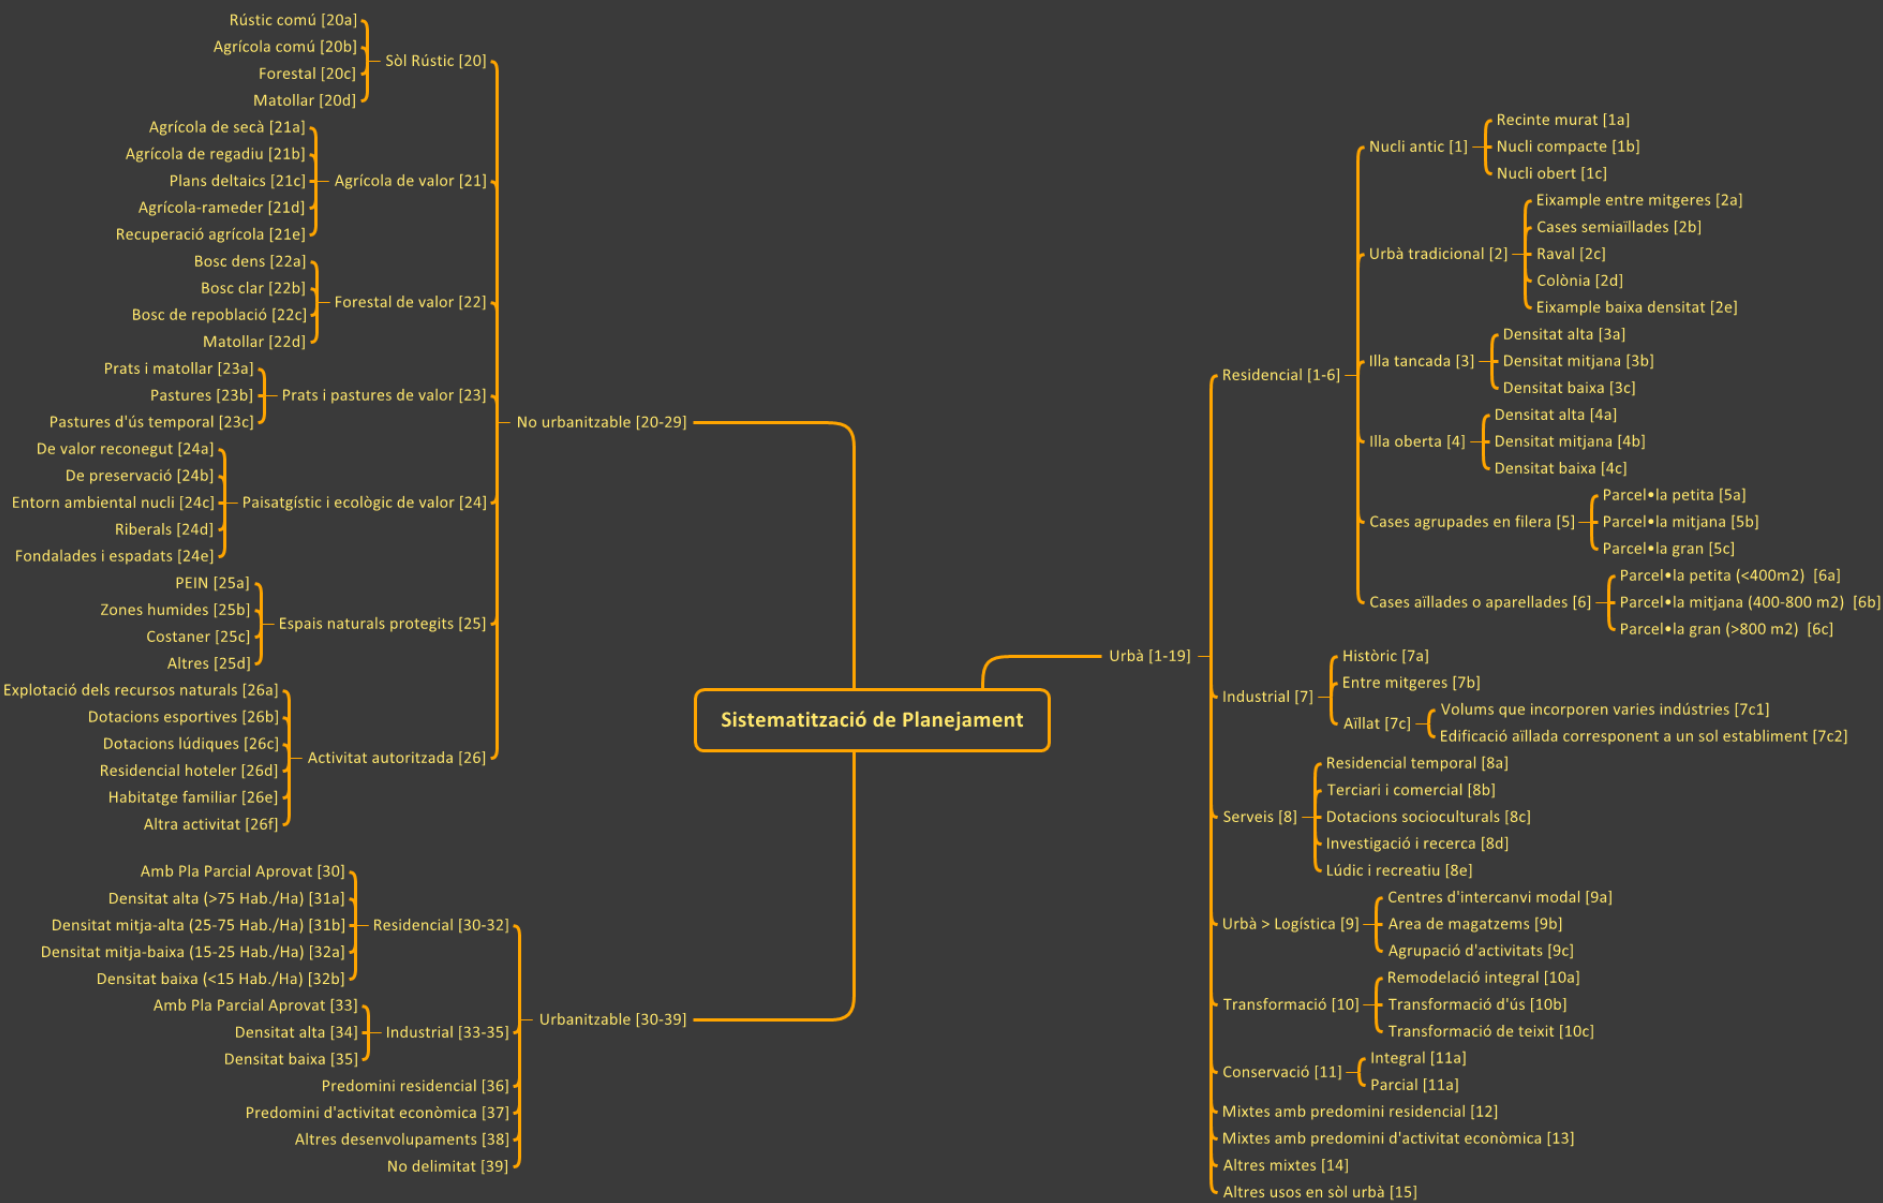 Sistematització de Planejament
No urbanitzable [20-29]
Sòl Rústic [20]
Rústic comú [20a]
Agrícola comú [20b]
Forestal [20c]
Matollar [20d]
Agrícola de valor [21]
Agrícola de secà [21a]
Agrícola de regadiu [21b]
Plans deltaics [21c]
Agrícola-rameder [21d]
Recuperació agrícola [21e]
Forestal de valor [22]
Bosc dens [22a]
Bosc clar [22b]
Bosc de repoblació [22c]
Matollar [22d]
Prats i pastures de valor [23]
Prats i matollar [23a]
Pastures [23b]
Pastures d'ús temporal [23c]
Paisatgístic i ecològic de valor [24]
De valor reconegut [24a]
De preservació [24b]
Entorn ambiental nucli [24c]
Riberals [24d]
Fondalades i espadats [24e]
Espais naturals protegits [25]
PEIN [25a]
Zones humides [25b]
Costaner [25c]
Altres [25d]
Activitat autoritzada [26]
Explotació dels recursos naturals [26a]
Dotacions esportives [26b]
Dotacions lúdiques [26c]
Residencial hoteler [26d]
Habitatge familiar [26e]
Altra activitat [26f]
Urbanitzable [30-39]
Residencial [30-32]
Amb Pla Parcial Aprovat [30]
Densitat alta (>75 Hab./Ha) [31a]
Densitat mitja-alta (25-75 Hab./Ha) [31b]
Densitat mitja-baixa (15-25 Hab./Ha) [32a]
Densitat baixa (<15 Hab./Ha) [32b]
Industrial [33-35]
Amb Pla Parcial Aprovat [33]
Densitat alta [34]
Densitat baixa [35]
Predomini residencial [36]
Predomini d'activitat econòmica [37]
Altres desenvolupaments [38]
No delimitat [39]
Urbà [1-19]
Residencial [1-6]
Nucli antic [1]
Recinte murat [1a]
Nucli compacte [1b]
Nucli obert [1c]
Urbà tradicional [2]
Eixample entre mitgeres [2a]
Cases semiaïllades [2b]
Raval [2c]
Colònia [2d]
Eixample baixa densitat [2e]
Illa tancada [3]
Densitat alta [3a]
Densitat mitjana [3b]
Densitat baixa [3c]
Illa oberta [4]
Densitat alta [4a]
Densitat mitjana [4b]
Densitat baixa [4c]
Cases agrupades en filera [5]
Parcel•la petita [5a]
Parcel•la mitjana [5b]
Parcel•la gran [5c]
Cases aïllades o aparellades [6]
Parcel•la petita (<400m2) [6a]
Parcel•la mitjana (400-800 m2) [6b]
Parcel•la gran (>800 m2) [6c]
Industrial [7]
Històric [7a]
Entre mitgeres [7b]
Aïllat [7c]
Volums que incorporen varies indústries [7c1]
Edificació aïllada corresponent a un sol establiment [7c2]
Serveis [8]
Residencial temporal [8a]
Terciari i comercial [8b]
Dotacions socioculturals [8c]
Investigació i recerca [8d]
Lúdic i recreatiu [8e]
Urbà > Logística [9]
Centres d'intercanvi modal [9a]
Area de magatzems [9b]
Agrupació d'activitats [9c]
Transformació [10]
Remodelació integral [10a]
Transformació d'ús [10b]
Transformació de teixit [10c]
Conservació [11]
Integral [11a]
Parcial [11a]
Mixtes amb predomini residencial [12]
Mixtes amb predomini d'activitat econòmica [13]
Altres mixtes [14]
Altres usos en sòl urbà [15]